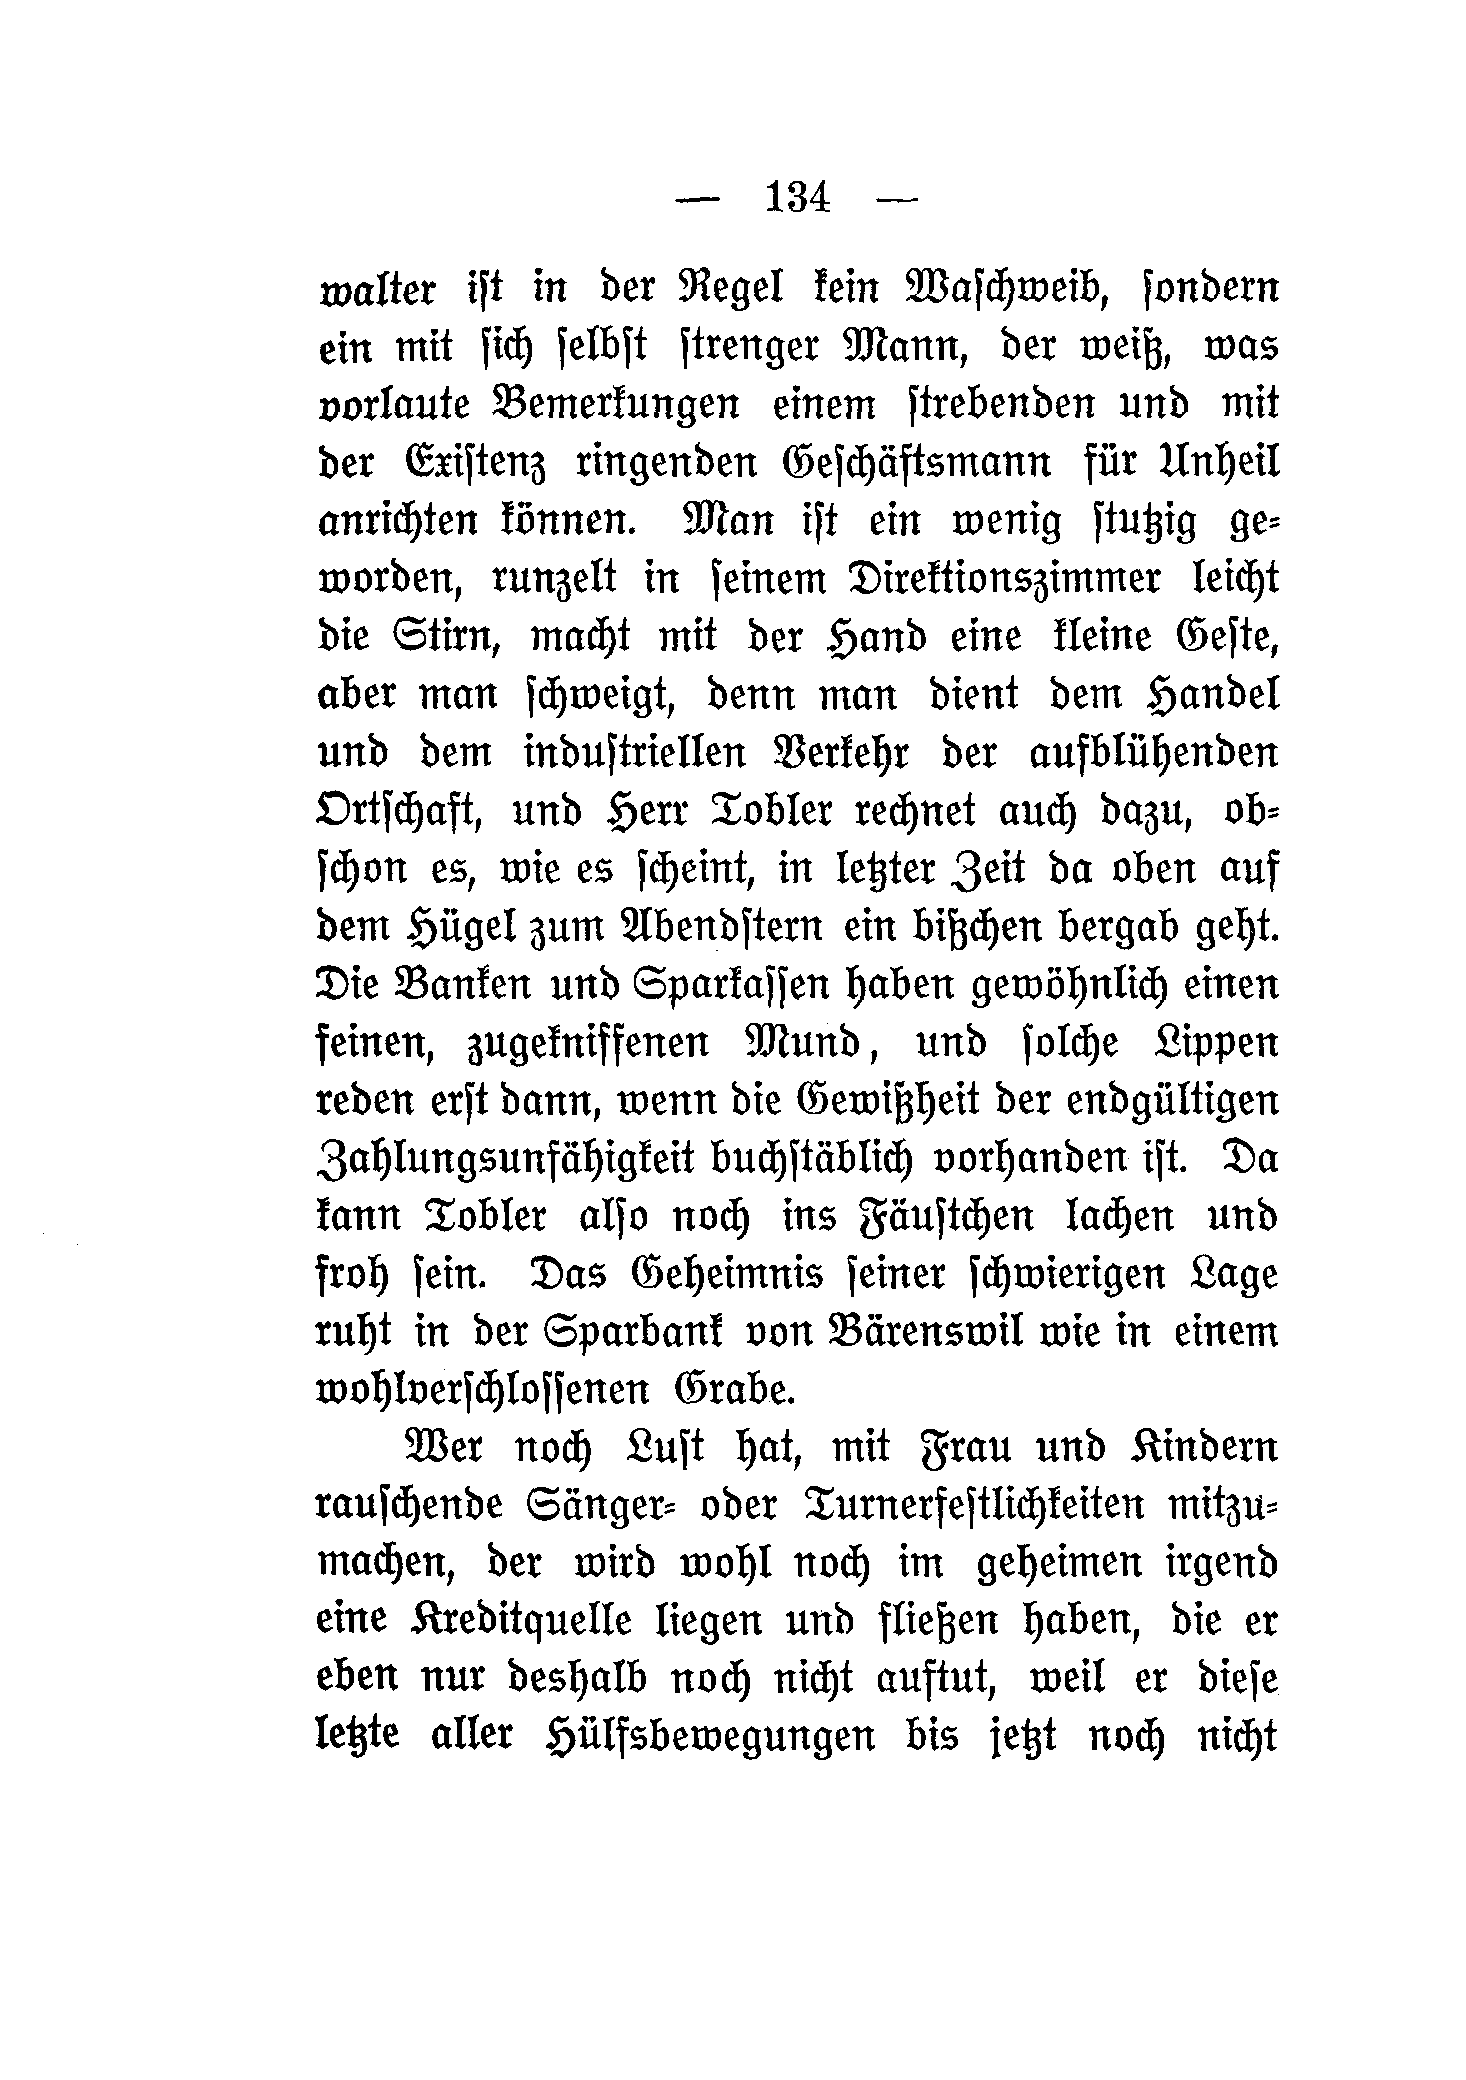 — 134 —
walter iſt in der Regel kein Waſchweib, ſondern
ein mit ſich ſelbſt ſtrenger Mann, der weiß, was
vorlaute Bemerkungen einem ſtrebenden und mit
der Exiſtenz ringenden Geſchäftsmann für Unheil
anrichten können. Man iſt ein wenig ſtutzig ge⸗
worden, runzelt in ſeinem Direktionszimmer leicht
die Stirn, macht mit der Hand eine kleine Geſte,
aber man ſchweigt, denn man dient dem Handel
und dem induſtriellen Verkehr der aufblühenden
Ortſchaft, und Herr Tobler rechnet auch dazu, ob⸗
ſchon es, wie es ſcheint, in letzter Zeit da oben auf
dem Hügel zum Abendſtern ein bißchen bergab geht.
Die Banken und Sparkaſſen haben gewöhnlich einen
feinen, zugekniffenen Mund, und ſolche Lippen
reden erſt dann, wenn die Gewißheit der endgültigen
Zahlungsunfähigkeit buchſtäblich vorhanden iſt. Da
kann Tobler alſo noch ins Fäuſtchen lachen und
froh ſein. Das Geheimnis ſeiner ſchwierigen Lage
ruht in der Sparbank von Bärenswil wie in einem
wohlverſchloſſenen Grabe.
Wer noch Luſt hat, mit Frau und Kindern
rauſchende Sänger⸗ oder Turnerfeſtlichkeiten mitzu⸗
machen, der wird wohl noch im geheimen irgend
eine Kreditquelle liegen und fließen haben, die er
eben nur deshalb noch nicht auftut, weil er dieſe
letzte aller Hülfsbewegungen bis jetzt noch nicht